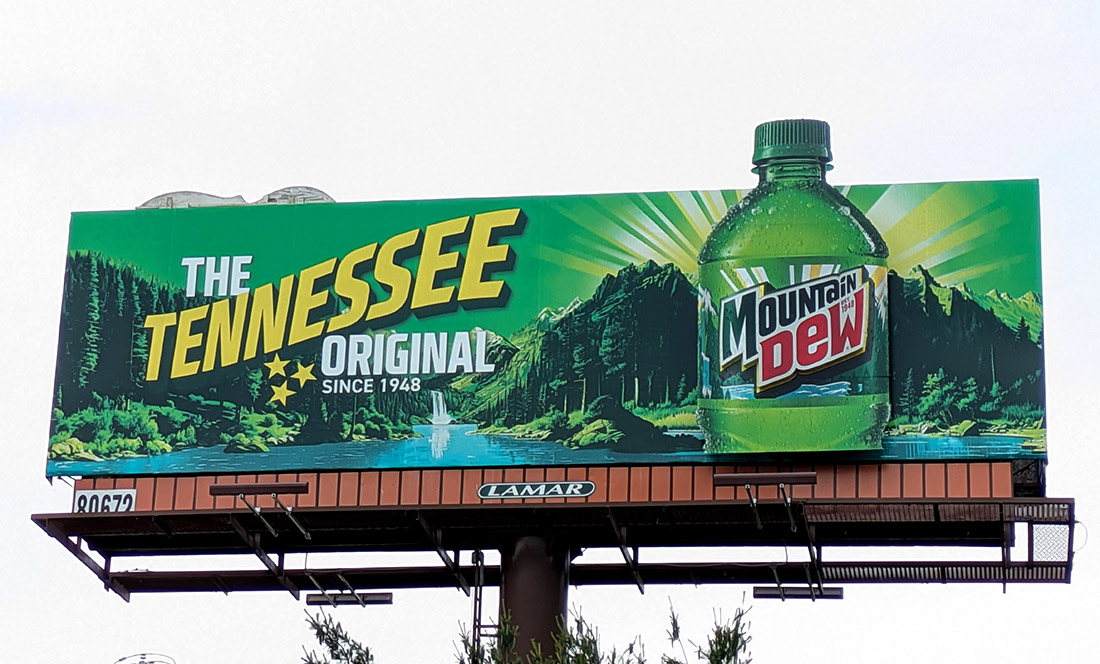 THE
TENNESSEE
ORIGINAL
SINCE 1948
MOUNTAIN
DEW
LAMAR
80672